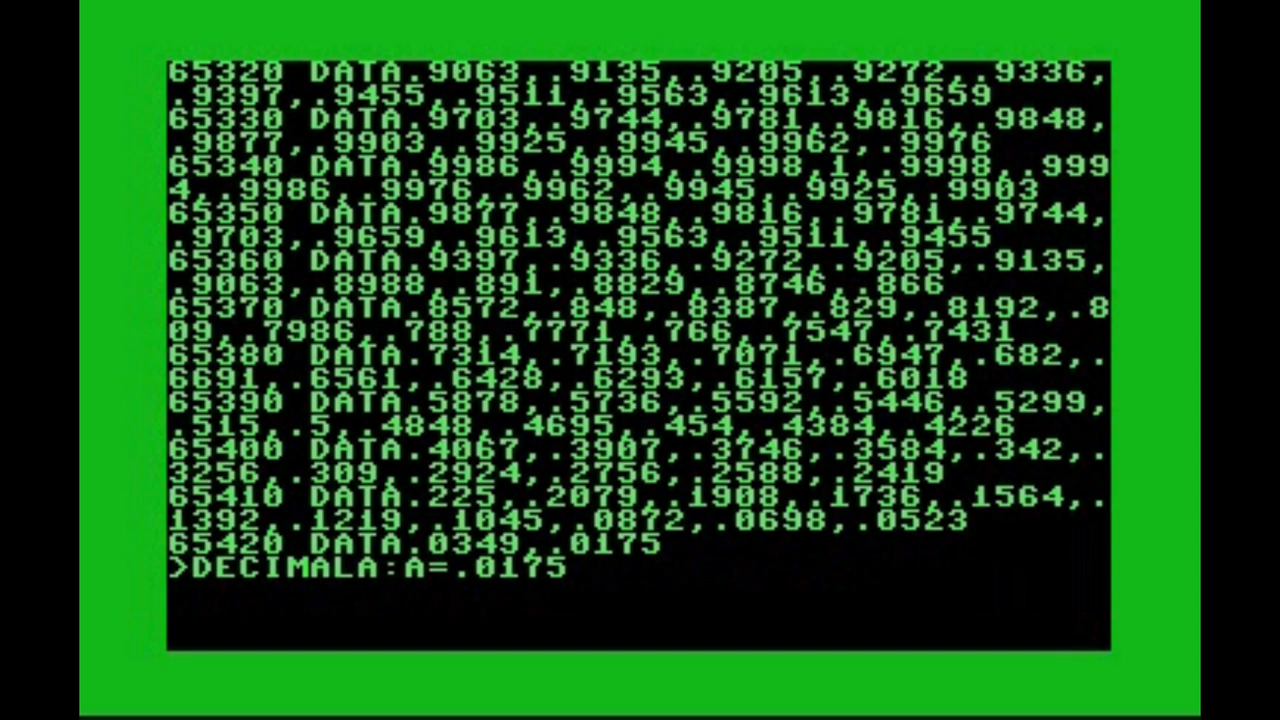 65320 DATA.9063,.9135,.9205,.9272,.9336,
.9397,.9455,.9511,.9563,.9613,.9659
65330 DATA.9703,.9744,.9781,.9816,.9848,
.9877,.9903,.9925,.9945,.9962,.9976
65340 DATA.9986,.9994,.9998,1,.9998,.999
4,.9986,.9976,.9962,.9945,.9925,.9903
65350 DATA.9877,.9848,.9816,.9781,.9744,
.9703,.9659,.9613,.9563,.9511,.9455
65360 DATA.9397,.9336,.9272,.9205,.9135,
.9063,.8988,.891,.8829,.8746,.866
65370 DATA.8572,.848,.8387,.829,.8192,.8
09,.7986,.788,.7771,.766,.7547,.7431
65380 DATA.7314,.7193,.7071,.6947,.682,.
6691,.6561,.6428,.6293,.6157,.6018
65390 DATA.5878,.5736,.5592,.5446,.5299,
.515,.5,.4848,.4695,.454,.4384,.4226
65400 DATA.4067,.3907,.3746,.3584,.342,.
3256,.309,.2924,.2756,.2588,.2419
65410 DATA.225,.2079,.1908,.1736,.1564,.
1392,.1219,.1045,.0872,.0698,.0523
65420 DATA.0349,.0175
>DECIMALA:A=.0175